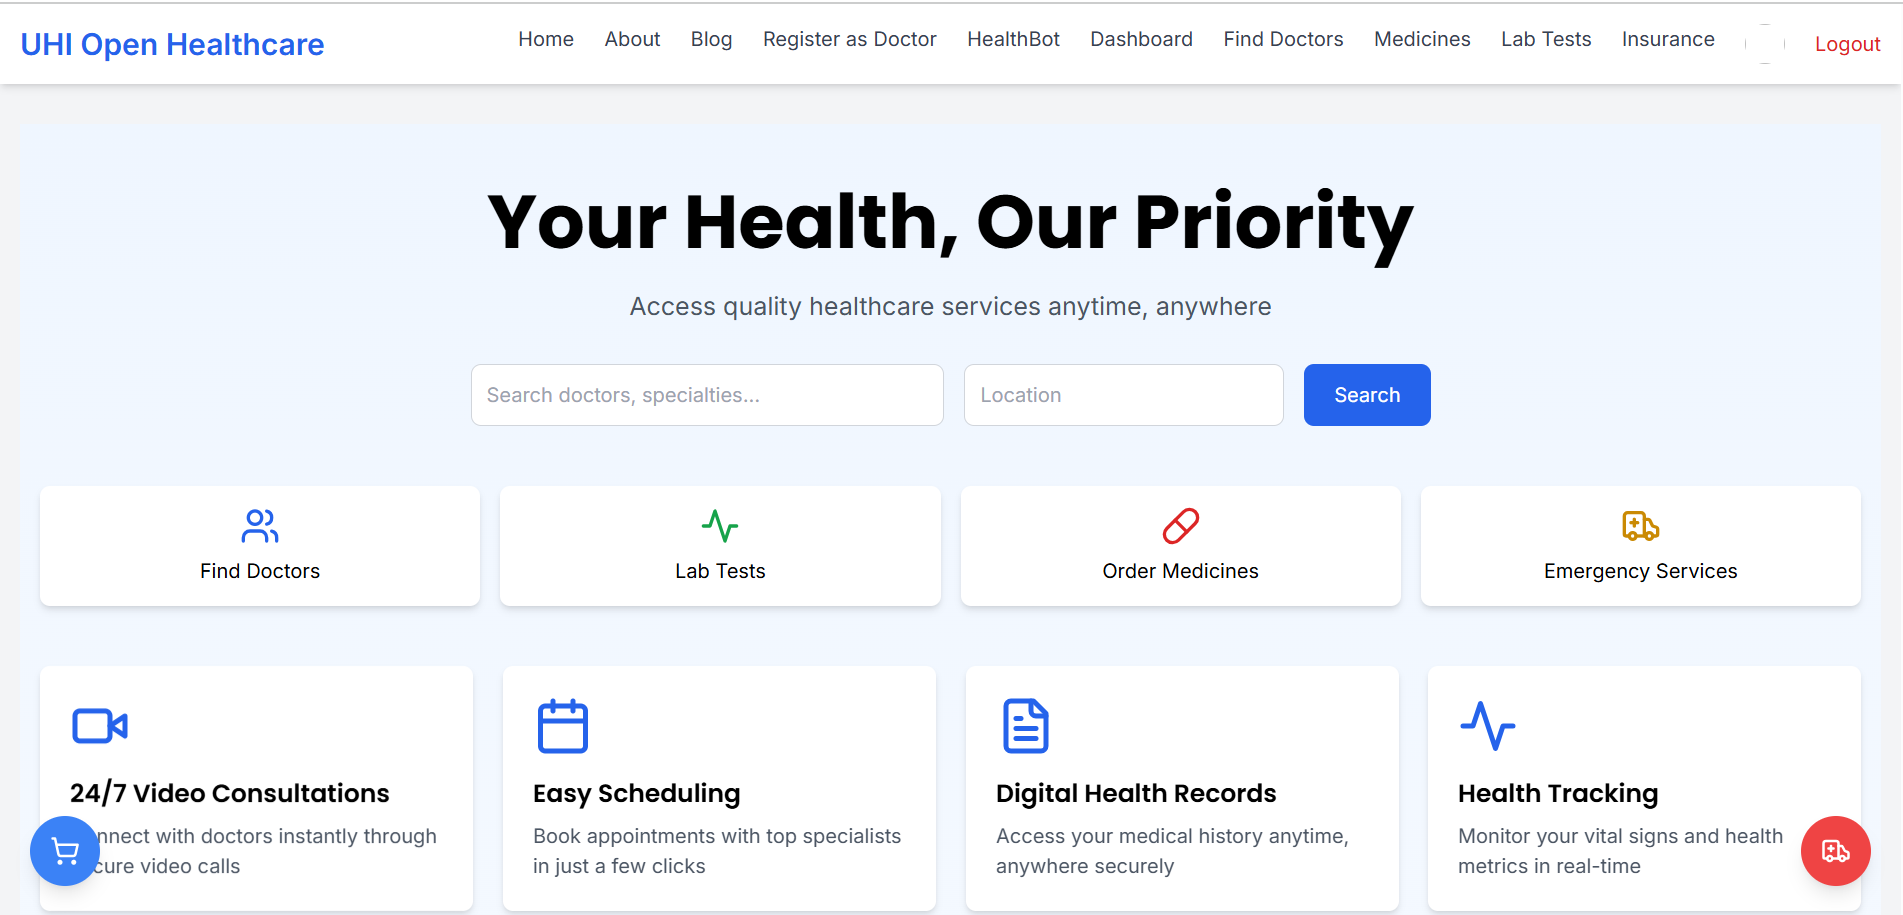 UHI Open Healthcare
Home About Blog Register as Doctor HealthBot Dashboard Find Doctors Medicines Lab Tests Insurance Logout
Your Health, Our Priority
Access quality healthcare services anytime, anywhere
Search doctors, specialties... Location Search
Find Doctors
Lab Tests
Order Medicines
Emergency Services
24/7 Video Consultations
nnect with doctors instantly through
cure video calls
Easy Scheduling
Book appointments with top specialists
in just a few clicks
Digital Health Records
Access your medical history anytime,
anywhere securely
Health Tracking
Monitor your vital signs and health
metrics in real-time